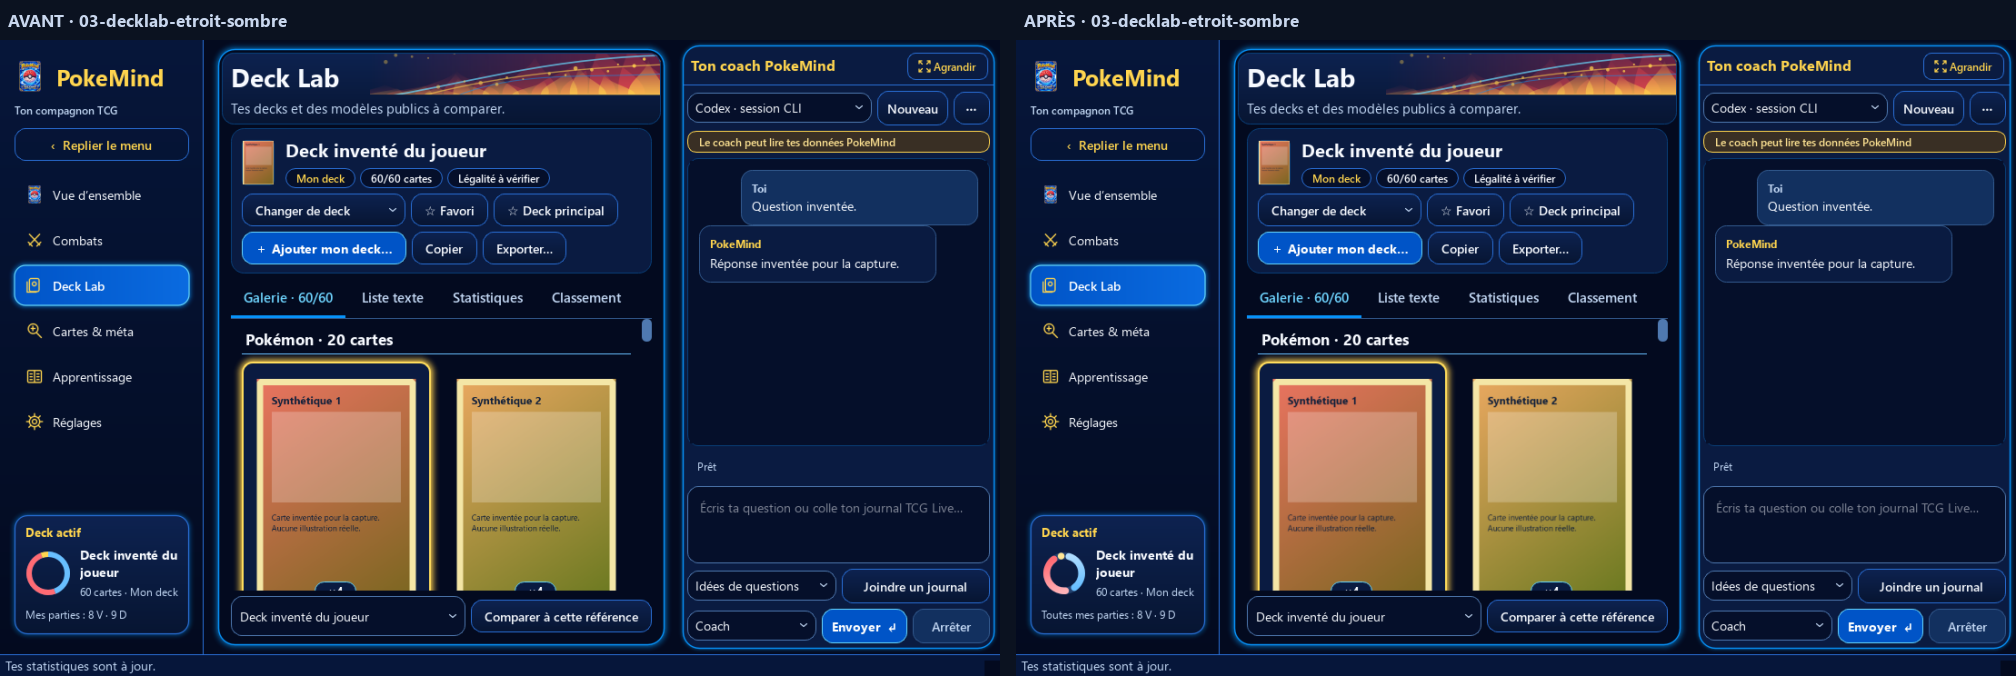 AVANT · 03-decklab-etroit-sombre
PokeMind
Ton compagnon TCG
‹ Replier le menu
Vue d'ensemble
Combats
Deck Lab
Cartes & méta
Apprentissage
Réglages
Deck actif
Deck inventé du
joueur
60 cartes · Mon deck
Mes parties : 8 V · 9 D
Deck Lab
Tes decks et des modèles publics à comparer.
Deck inventé du joueur
Mon deck
60/60 cartes
Légalité à vérifier
Changer de deck
☆ Favori
☆ Deck principal
+ Ajouter mon deck...
Copier
Exporter...
Galerie · 60/60
Liste texte
Statistiques
Classement
Pokémon · 20 cartes
Synthétique 1
Carte inventée pour la capture.
Aucune illustration réelle.
Synthétique 2
Carte inventée pour la capture.
Aucune illustration réelle.
Deck inventé du joueur
Comparer à cette référence
Ton coach PokeMind
Agrandir
Codex · session CLI
Nouveau
...
Le coach peut lire tes données PokeMind
Toi
Question inventée.
PokeMind
Réponse inventée pour la capture.
Prêt
Écris ta question ou colle ton journal TCG Live...
Idées de questions
Joindre un journal
Coach
Envoyer ↲
Arrêter
Tes statistiques sont à jour.
APRÈS · 03-decklab-etroit-sombre
PokeMind
Ton compagnon TCG
‹ Replier le menu
Vue d'ensemble
Combats
Deck Lab
Cartes & méta
Apprentissage
Réglages
Deck actif
Deck inventé du
joueur
60 cartes · Mon deck
Toutes mes parties : 8 V · 9 D
Deck Lab
Tes decks et des modèles publics à comparer.
Deck inventé du joueur
Mon deck
60/60 cartes
Légalité à vérifier
Changer de deck
☆ Favori
☆ Deck principal
+ Ajouter mon deck...
Copier
Exporter...
Galerie · 60/60
Liste texte
Statistiques
Classement
Pokémon · 20 cartes
Synthétique 1
Carte inventée pour la capture.
Aucune illustration réelle.
Synthétique 2
Carte inventée pour la capture.
Aucune illustration réelle.
Deck inventé du joueur
Comparer à cette référence
Ton coach PokeMind
Agrandir
Codex · session CLI
Nouveau
...
Le coach peut lire tes données PokeMind
Toi
Question inventée.
PokeMind
Réponse inventée pour la capture.
Prêt
Écris ta question ou colle ton journal TCG Live...
Idées de questions
Joindre un journal
Coach
Envoyer ↲
Arrêter
Tes statistiques sont à jour.